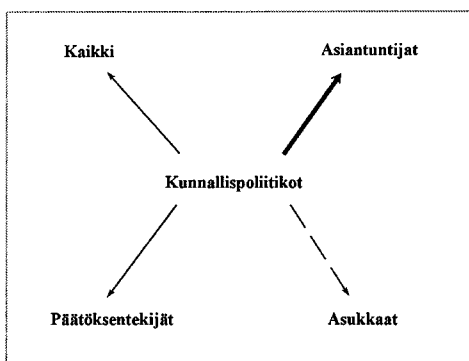 Kaikki
Asiantuntijat
Kunnallispoliitikot
Päätöksentekijät
Asukkaat